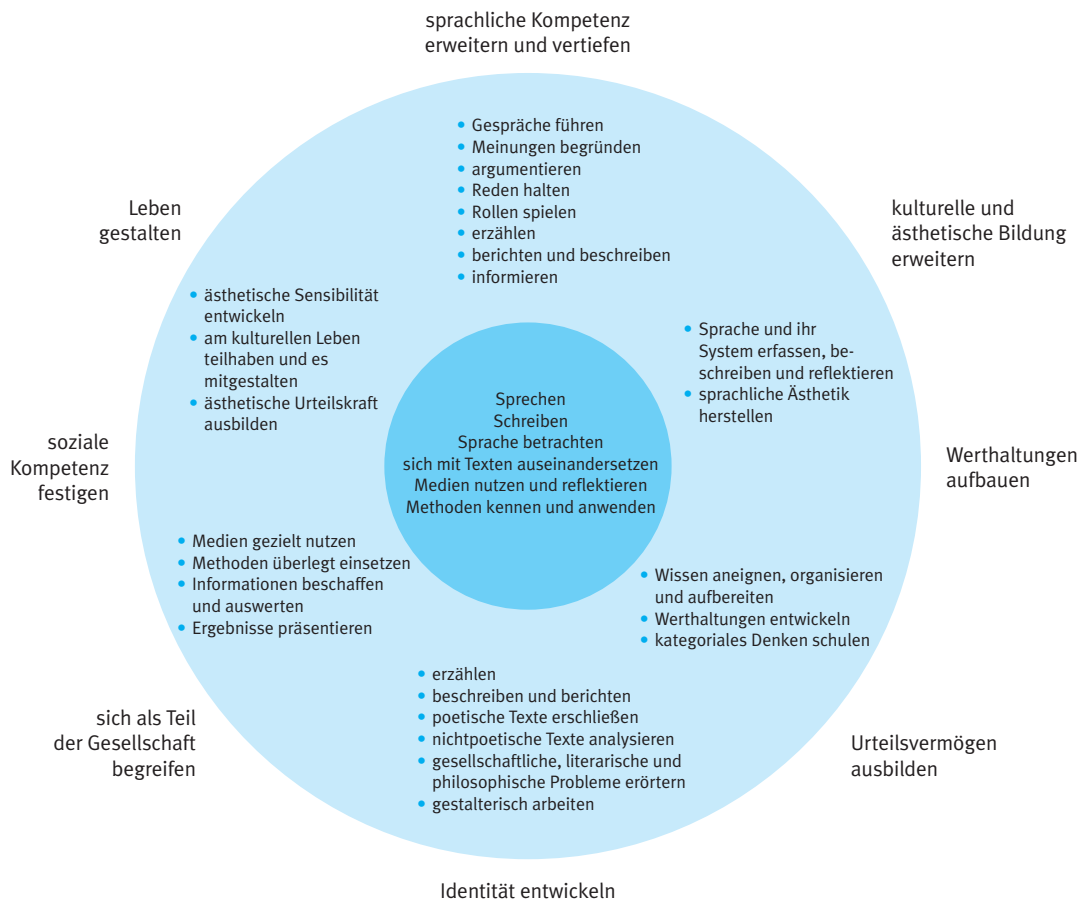 sprachliche Kompetenz
erweitern und vertiefen
• Gespräche führen
• Meinungen begründen
• argumentieren
• Reden halten
• Rollen spielen
• erzählen
• berichten und beschreiben
• informieren
Leben
gestalten
kulturelle und
ästhetische Bildung
erweitern
• ästhetische Sensibilität
entwickeln
• am kulturellen Leben
teilhaben und es
mitgestalten
• ästhetische Urteilskraft
ausbilden
• Sprache und ihr
System erfassen, be-
schreiben und reflektieren
• sprachliche Ästhetik
herstellen
Sprechen
Schreiben
Sprache betrachten
sich mit Texten auseinandersetzen
Medien nutzen und reflektieren
Methoden kennen und anwenden
soziale
Kompetenz
festigen
Werthaltungen
aufbauen
• Medien gezielt nutzen
• Methoden überlegt einsetzen
• Informationen beschaffen
und auswerten
• Ergebnisse präsentieren
• Wissen aneignen, organisieren
und aufbereiten
• Werthaltungen entwickeln
• kategoriales Denken schulen
• erzählen
• beschreiben und berichten
• poetische Texte erschließen
• nichtpoetische Texte analysieren
• gesellschaftliche, literarische und
philosophische Probleme erörtern
• gestalterisch arbeiten
sich als Teil
der Gesellschaft
begreifen
Urteilsvermögen
ausbilden
Identität entwickeln